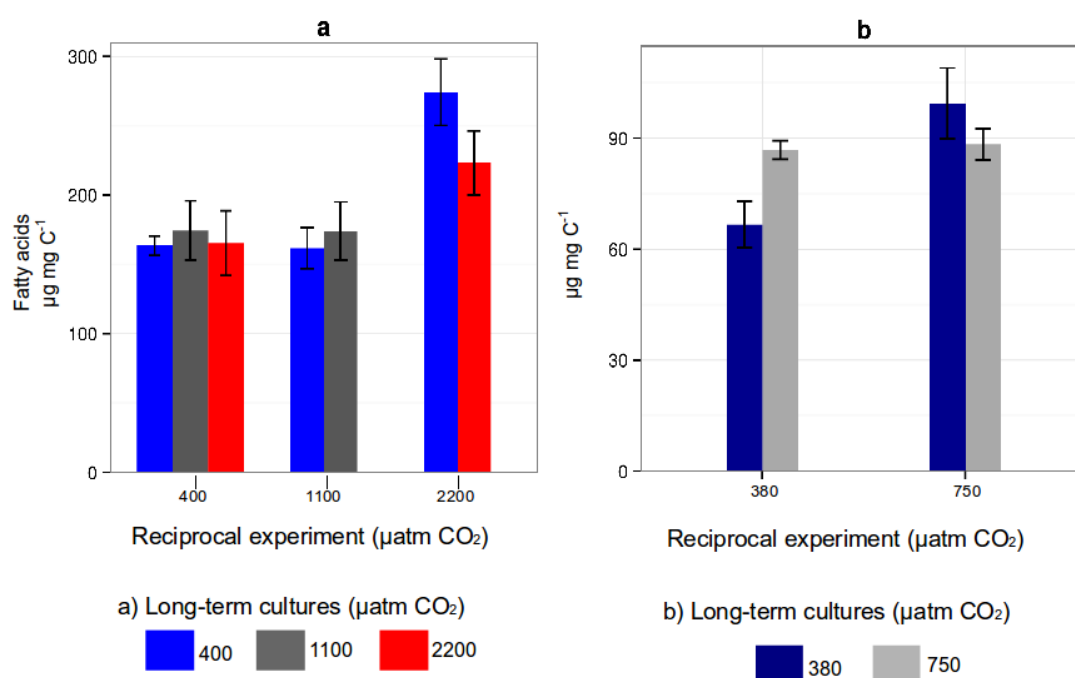 a
300
200
100
0
Fatty acids
µg mg C⁻¹
400
1100
2200
Reciprocal experiment (µatm CO₂)
a) Long-term cultures (µatm CO₂)
400
1100
2200
b
90
60
30
0
µg mg C⁻¹
380
750
Reciprocal experiment (µatm CO₂)
b) Long-term cultures (µatm CO₂)
380
750